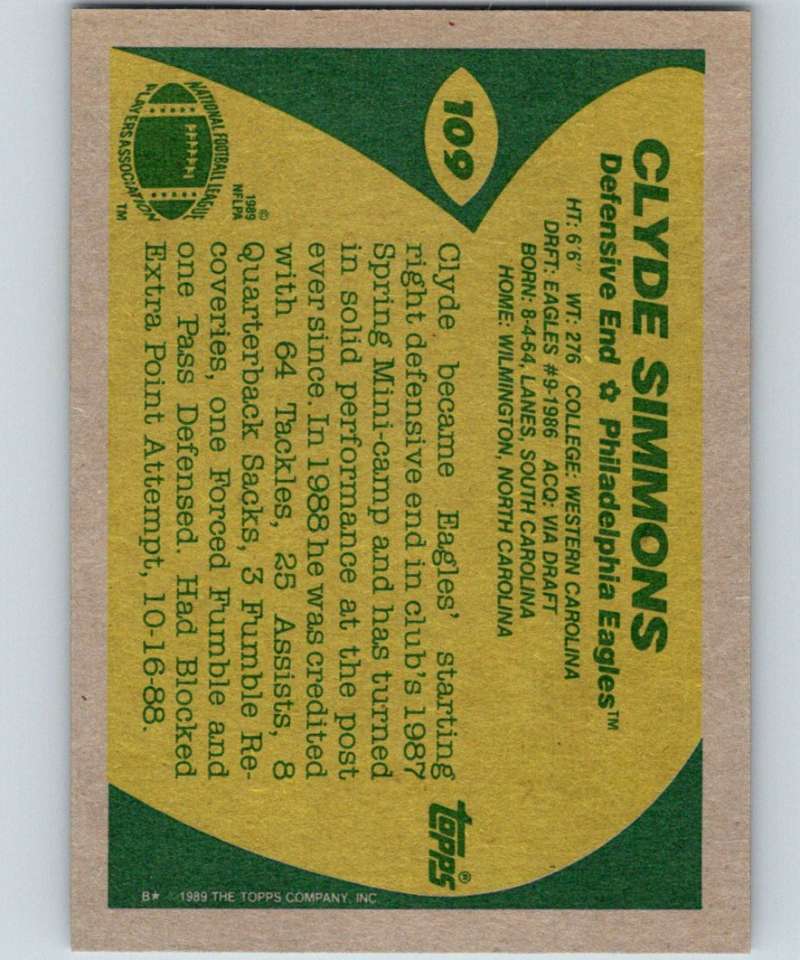 109
CLYDE SIMMONS
Defensive End ✿ Philadelphia Eagles™
HT: 6'6" WT: 276 COLLEGE: WESTERN CAROLINA
DRFT: EAGLES #9-1986 ACQ: VIA DRAFT
BORN: 8-4-64, LANES, SOUTH CAROLINA
HOME: WILMINGTON, NORTH CAROLINA
Clyde became Eagles' starting
right defensive end in club's 1987
Spring Mini-camp and has turned
in solid performance at the post
ever since. In 1988 he was credited
with 64 Tackles, 25 Assists, 8
Quarterback Sacks, 3 Fumble Re-
coveries, one Forced Fumble and
one Pass Defensed. Had Blocked
Extra Point Attempt, 10-16-88.
NATIONAL FOOTBALL LEAGUE
PLAYERS ASSOCIATION
™
©
1989
NFLPA
topps®
B★ ©1989 THE TOPPS COMPANY, INC.